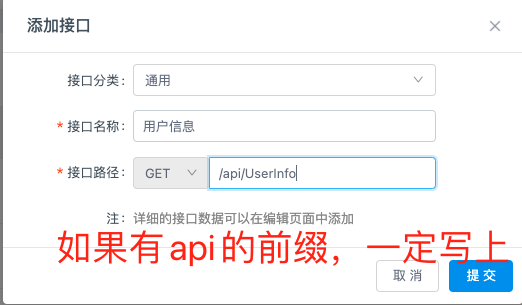 添加接口
接口分类： 通用
* 接口名称： 用户信息
* 接口路径： GET /api/UserInfo
注： 详细的接口数据可以在编辑页面中添加
如果有api的前缀，一定写上
取 消 提 交